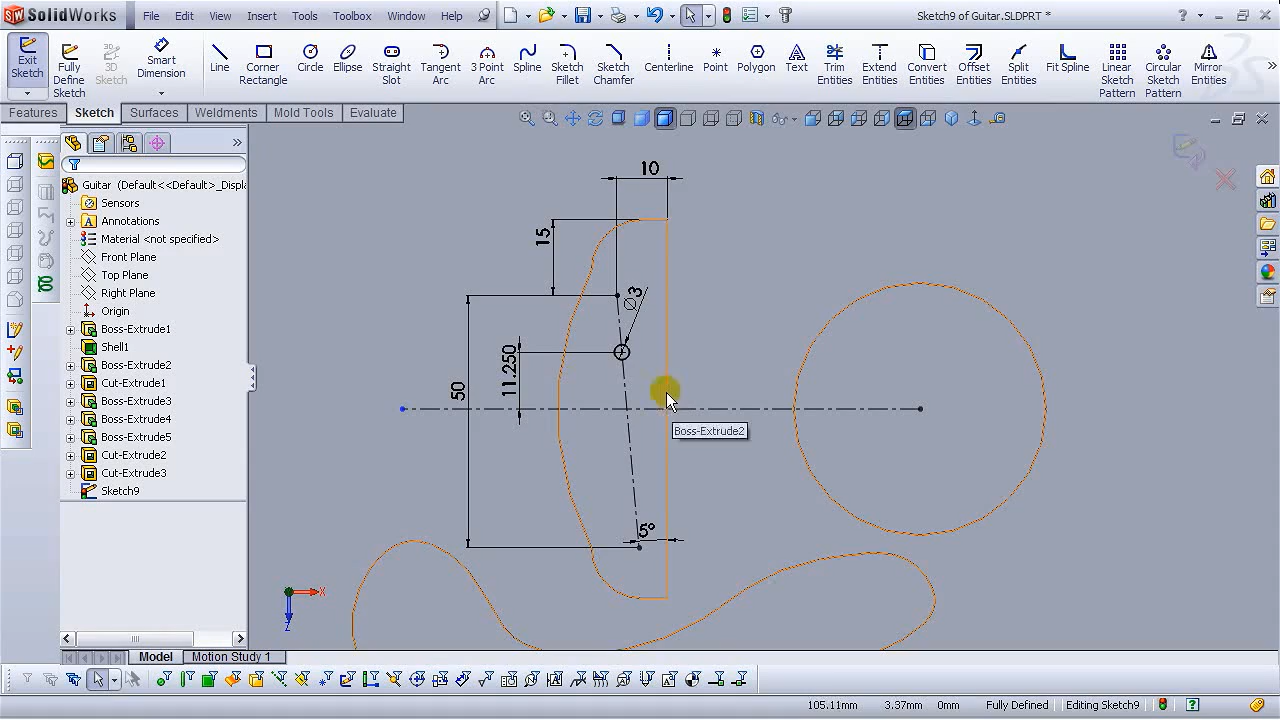 SolidWorks File Edit View Insert Tools Toolbox Window Help Sketch9 of Guitar.SLDPRT *
Exit Sketch Fully Define Sketch 3D Sketch Smart Dimension Line Corner Rectangle Circle Ellipse Straight Slot Tangent Arc 3 Point Arc Spline Sketch Fillet Sketch Chamfer Centerline Point Polygon Text Trim Entities Extend Entities Convert Entities Offset Entities Split Entities Fit Spline Linear Sketch Pattern Circular Sketch Pattern Mirror Entities
Features Sketch Surfaces Weldments Mold Tools Evaluate
Guitar (Default<<Default>_Displ
Sensors
Annotations
Material <not specified>
Front Plane
Top Plane
Right Plane
Origin
Boss-Extrude1
Shell1
Boss-Extrude2
Cut-Extrude1
Boss-Extrude3
Boss-Extrude4
Boss-Extrude5
Cut-Extrude2
Cut-Extrude3
Sketch9
10
15
∅3
11.250
50
Boss-Extrude2
5°
X
Z
Model Motion Study 1
105.11mm 3.37mm 0mm Fully Defined Editing Sketch9